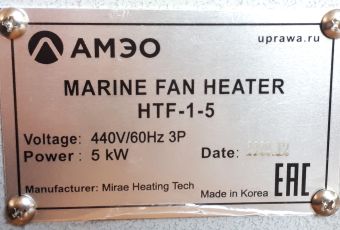 АМЭО
uprawa.ru
MARINE FAN HEATER
HTF-1-5
Voltage: 440V/60Hz 3P
Power: 5 kW
Date:
Manufacturer: Mirae Heating Tech
Made in Korea
EAC